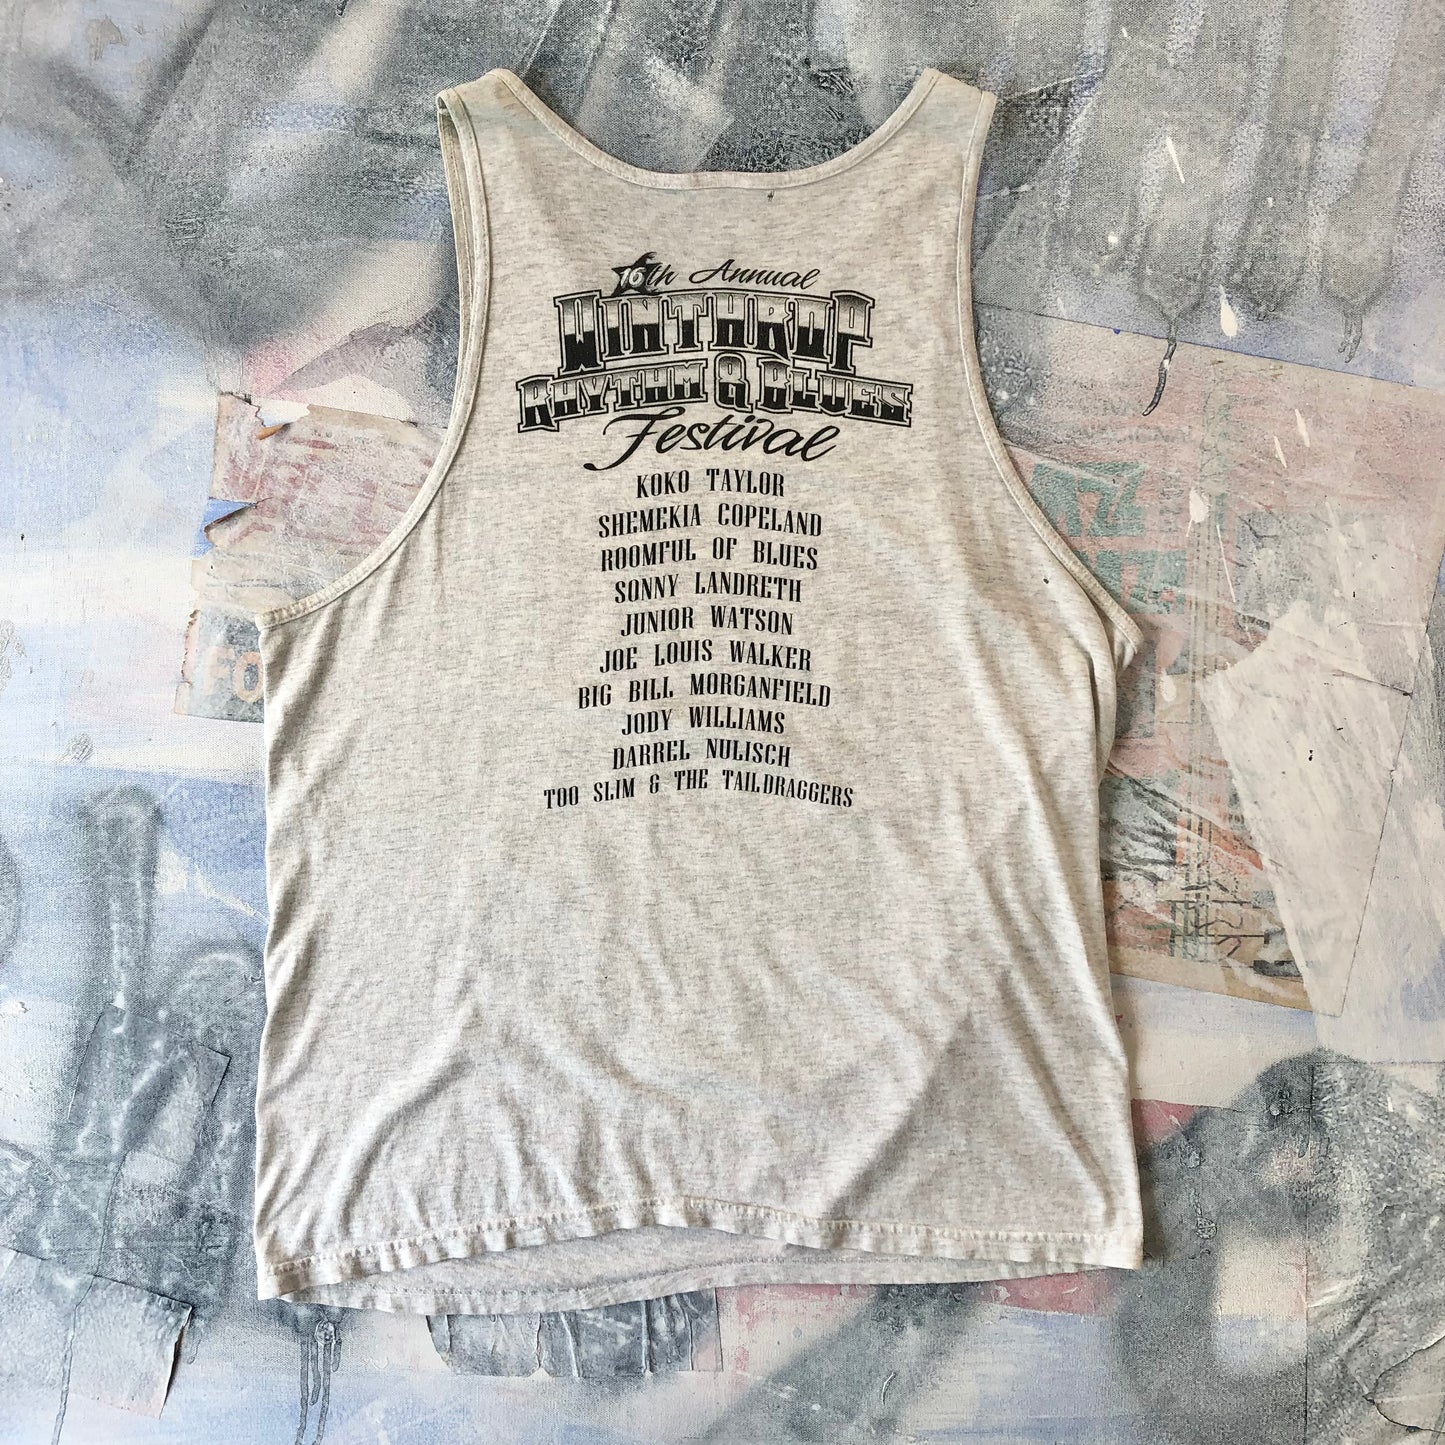 16th Annual
WINTHROP
RHYTHM & BLUES
Festival
KOKO TAYLOR
SHEMEKIA COPELAND
ROOMFUL OF BLUES
SONNY LANDRETH
JUNIOR WATSON
JOE LOUIS WALKER
BIG BILL MORGANFIELD
JODY WILLIAMS
DARREL NULISCH
TOO SLIM & THE TAILDRAGGERS
FO